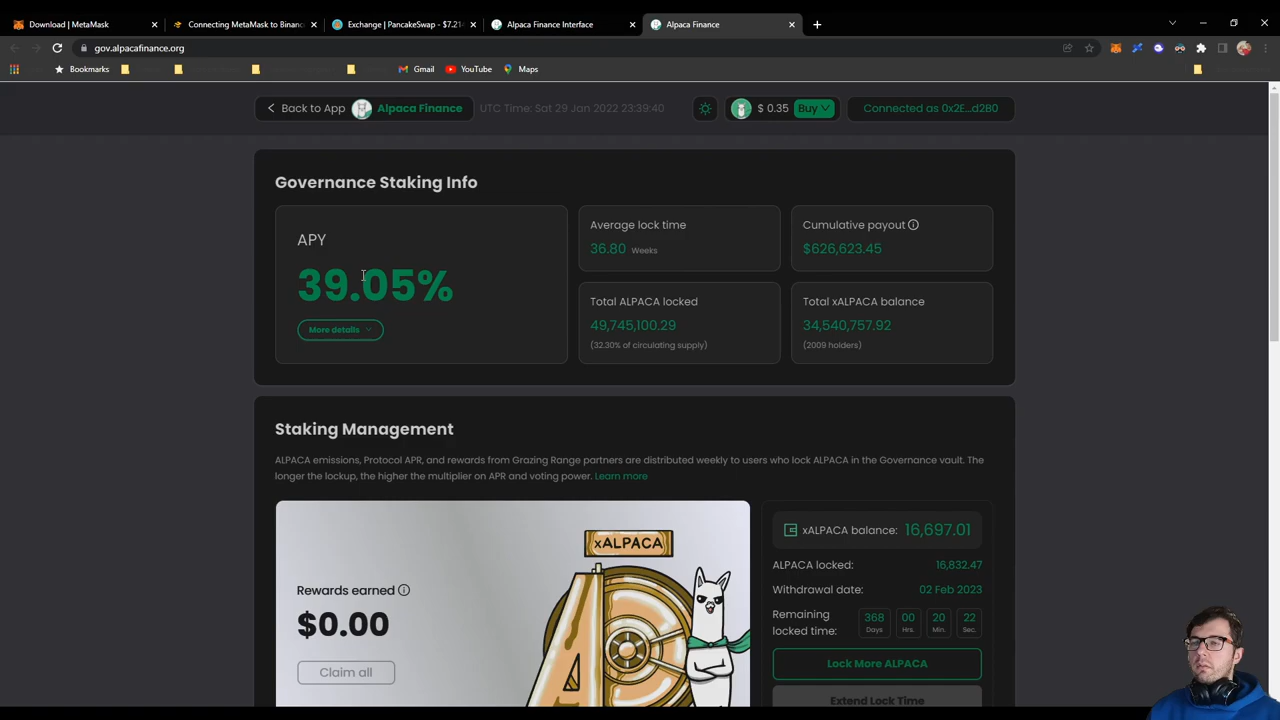 Download | MetaMask
Connecting MetaMask to Binanc
Exchange | PancakeSwap - $7.214
Alpaca Finance Interface
Alpaca Finance
gov.alpacafinance.org
Bookmarks
Gmail
YouTube
Maps
Back to App
Alpaca Finance
UTC Time: Sat 29 Jan 2022 23:39:40
$ 0.35
Buy
Connected as 0x2E...d2B0
Governance Staking Info
APY
39.05%
More details
Average lock time
36.80 Weeks
Cumulative payout
$626,623.45
Total ALPACA locked
49,745,100.29
(32.30% of circulating supply)
Total xALPACA balance
34,540,757.92
(2009 holders)
Staking Management
ALPACA emissions, Protocol APR, and rewards from Grazing Range partners are distributed weekly to users who lock ALPACA in the Governance vault. The
longer the lockup, the higher the multiplier on APR and voting power. Learn more
xALPACA
Rewards earned
$0.00
Claim all
xALPACA balance: 16,697.01
ALPACA locked: 16,832.47
Withdrawal date: 02 Feb 2023
Remaining
locked time:
368 00 20 22
Days Hrs. Min. Sec.
Lock More ALPACA
Extend Lock Time